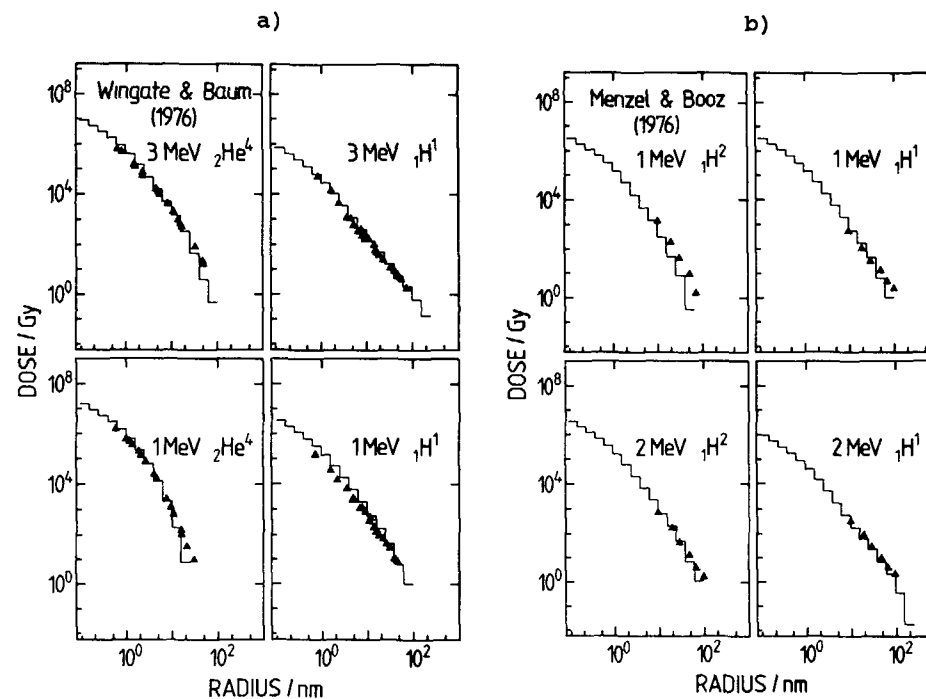 a)
b)
Wingate & Baum
(1976)
3 MeV ₂He⁴
3 MeV ₁H¹
1 MeV ₂He⁴
1 MeV ₁H¹
DOSE / Gy
10⁸
10⁴
10⁰
10⁸
10⁴
10⁰
10⁰
10²
10⁰
10²
RADIUS / nm
Menzel & Booz
(1976)
1 MeV ₁H²
1 MeV ₁H¹
2 MeV ₁H²
2 MeV ₁H¹
DOSE / Gy
10⁸
10⁴
10⁰
10⁸
10⁴
10⁰
10⁰
10²
10⁰
10²
RADIUS / nm